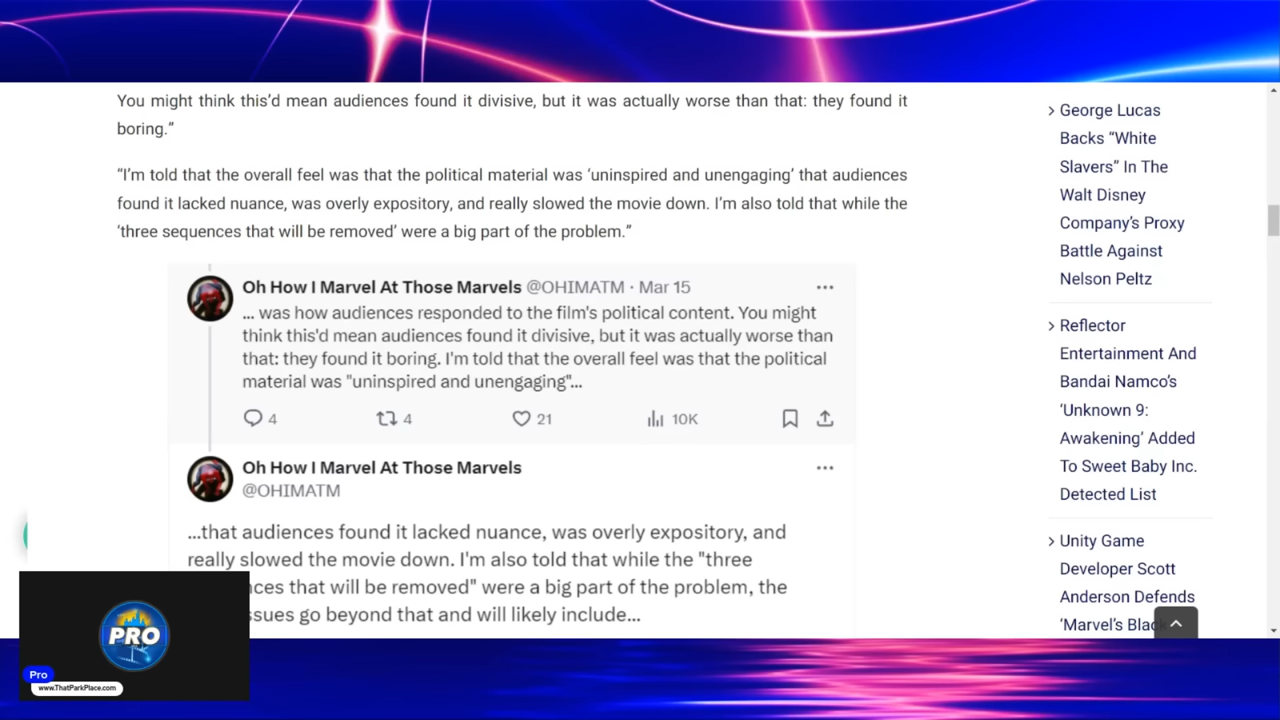 You might think this’d mean audiences found it divisive, but it was actually worse than that: they found it
boring.”
“I’m told that the overall feel was that the political material was ‘uninspired and unengaging’ that audiences
found it lacked nuance, was overly expository, and really slowed the movie down. I’m also told that while the
‘three sequences that will be removed’ were a big part of the problem.”
Oh How I Marvel At Those Marvels @OHIMATM · Mar 15
... was how audiences responded to the film's political content. You might
think this'd mean audiences found it divisive, but it was actually worse than
that: they found it boring. I'm told that the overall feel was that the political
material was "uninspired and unengaging"...
4 4 21 10K
Oh How I Marvel At Those Marvels
@OHIMATM
...that audiences found it lacked nuance, was overly expository, and
really slowed the movie down. I'm also told that while the "three
nces that will be removed" were a big part of the problem, the
ssues go beyond that and will likely include...
George Lucas
Backs “White
Slavers” In The
Walt Disney
Company’s Proxy
Battle Against
Nelson Peltz
Reflector
Entertainment And
Bandai Namco’s
‘Unknown 9:
Awakening’ Added
To Sweet Baby Inc.
Detected List
Unity Game
Developer Scott
Anderson Defends
‘Marvel’s Blac
PRO
Pro
www.ThatParkPlace.com